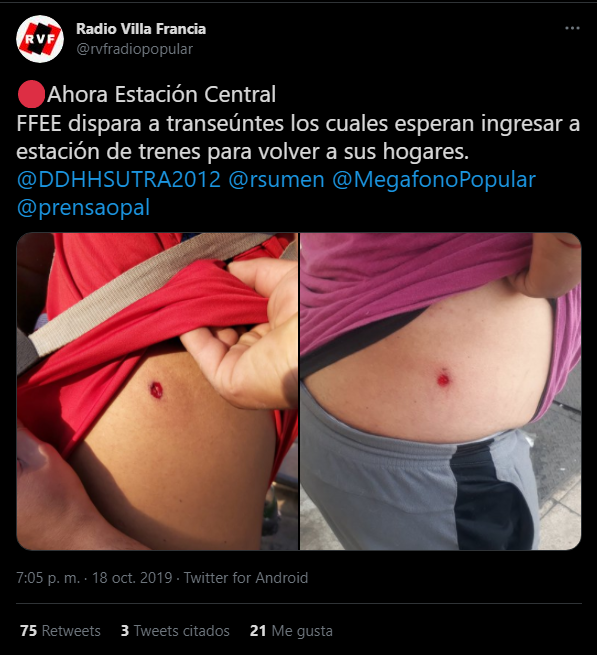 Radio Villa Francia
RVF
@rvfradiopopular
Ahora Estación Central
FFEE dispara a transeúntes los cuales esperan ingresar a
estación de trenes para volver a sus hogares.
@DDHHSUTRA2012 @rsumen @MegafonoPopular
@prensaopal
7:05 p. m. · 18 oct. 2019 · Twitter for Android
75 Retweets 3 Tweets citados 21 Me gusta